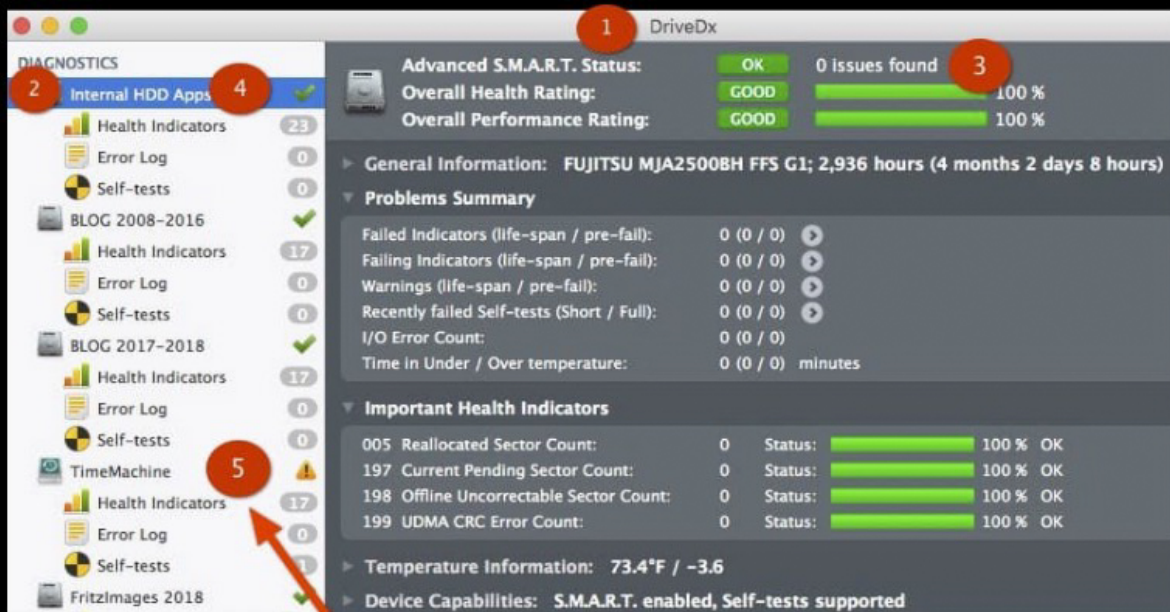 1 DriveDx
DIAGNOSTICS
2 Internal HDD Apps 4
Health Indicators 23
Error Log 0
Self-tests 0
BLOG 2008-2016
Health Indicators 17
Error Log 0
Self-tests 0
BLOG 2017-2018
Health Indicators 17
Error Log 0
Self-tests 0
TimeMachine 5
Health Indicators 17
Error Log 0
Self-tests 1
FritzImages 2018
Advanced S.M.A.R.T. Status: OK 0 issues found 3
Overall Health Rating: GOOD 100 %
Overall Performance Rating: GOOD 100 %
General Information: FUJITSU MJA2500BH FFS G1; 2,936 hours (4 months 2 days 8 hours)
Problems Summary
Failed Indicators (life-span / pre-fail): 0 (0 / 0)
Failing Indicators (life-span / pre-fail): 0 (0 / 0)
Warnings (life-span / pre-fail): 0 (0 / 0)
Recently failed Self-tests (Short / Full): 0 (0 / 0)
I/O Error Count: 0 (0 / 0)
Time in Under / Over temperature: 0 (0 / 0) minutes
Important Health Indicators
005 Reallocated Sector Count: 0 Status: 100 % OK
197 Current Pending Sector Count: 0 Status: 100 % OK
198 Offline Uncorrectable Sector Count: 0 Status: 100 % OK
199 UDMA CRC Error Count: 0 Status: 100 % OK
Temperature Information: 73.4°F / -3.6
Device Capabilities: S.M.A.R.T. enabled, Self-tests supported